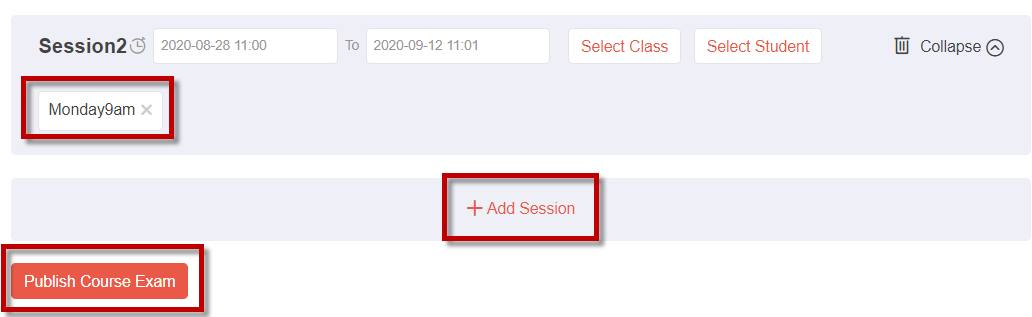 Session2 2020-08-28 11:00 To 2020-09-12 11:01 Select Class Select Student Collapse
Monday9am ×
+ Add Session
Publish Course Exam